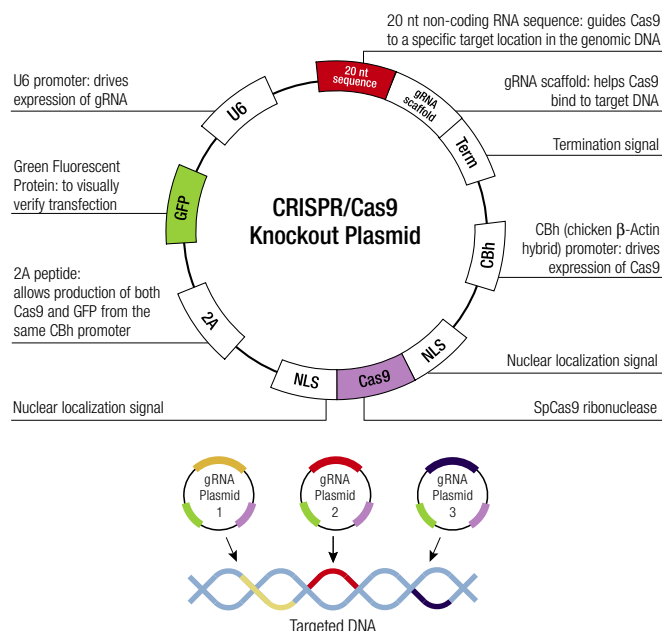 20 nt non-coding RNA sequence: guides Cas9
to a specific target location in the genomic DNA
U6 promoter: drives
expression of gRNA
gRNA scaffold: helps Cas9
bind to target DNA
Termination signal
Green Fluorescent
Protein: to visually
verify transfection
CBh (chicken β-Actin
hybrid) promoter: drives
expression of Cas9
2A peptide:
allows production of both
Cas9 and GFP from the
same CBh promoter
Nuclear localization signal
Nuclear localization signal
SpCas9 ribonuclease
20 nt
sequence
gRNA
scaffold
Term
CBh
NLS
Cas9
NLS
2A
GFP
U6
CRISPR/Cas9
Knockout Plasmid
gRNA
Plasmid
1
gRNA
Plasmid
2
gRNA
Plasmid
3
Targeted DNA